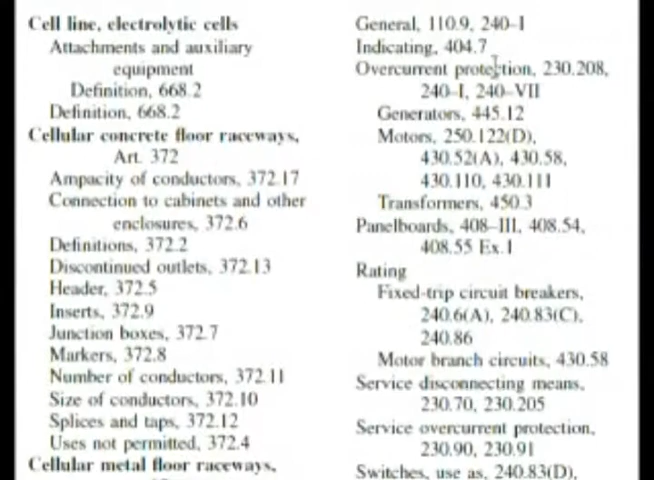 Cell line, electrolytic cells
Attachments and auxiliary
equipment
Definition, 668.2
Definition, 668.2
Cellular concrete floor raceways,
Art. 372
Ampacity of conductors, 372.17
Connection to cabinets and other
enclosures, 372.6
Definitions, 372.2
Discontinued outlets, 372.13
Header, 372.5
Inserts, 372.9
Junction boxes, 372.7
Markers, 372.8
Number of conductors, 372.11
Size of conductors, 372.10
Splices and taps, 372.12
Uses not permitted, 372.4
Cellular metal floor raceways,
General, 110.9, 240–I
Indicating, 404.7
Overcurrent protection, 230.208,
240–I, 240–VII
Generators, 445.12
Motors, 250.122(D),
430.52(A), 430.58,
430.110, 430.111
Transformers, 450.3
Panelboards, 408–III, 408.54,
408.55 Ex.1
Rating
Fixed-trip circuit breakers,
240.6(A), 240.83(C),
240.86
Motor branch circuits, 430.58
Service disconnecting means,
230.70, 230.205
Service overcurrent protection,
230.90, 230.91
Switches, use as, 240.83(D),